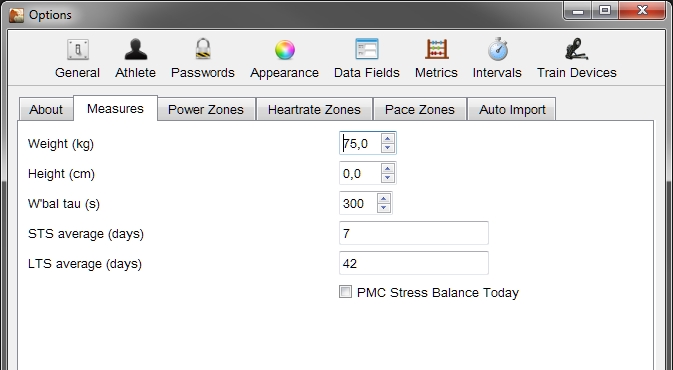 Options
General Athlete Passwords Appearance Data Fields Metrics Intervals Train Devices
About Measures Power Zones Heartrate Zones Pace Zones Auto Import
Weight (kg) 75,0
Height (cm) 0,0
W'bal tau (s) 300
STS average (days) 7
LTS average (days) 42
PMC Stress Balance Today